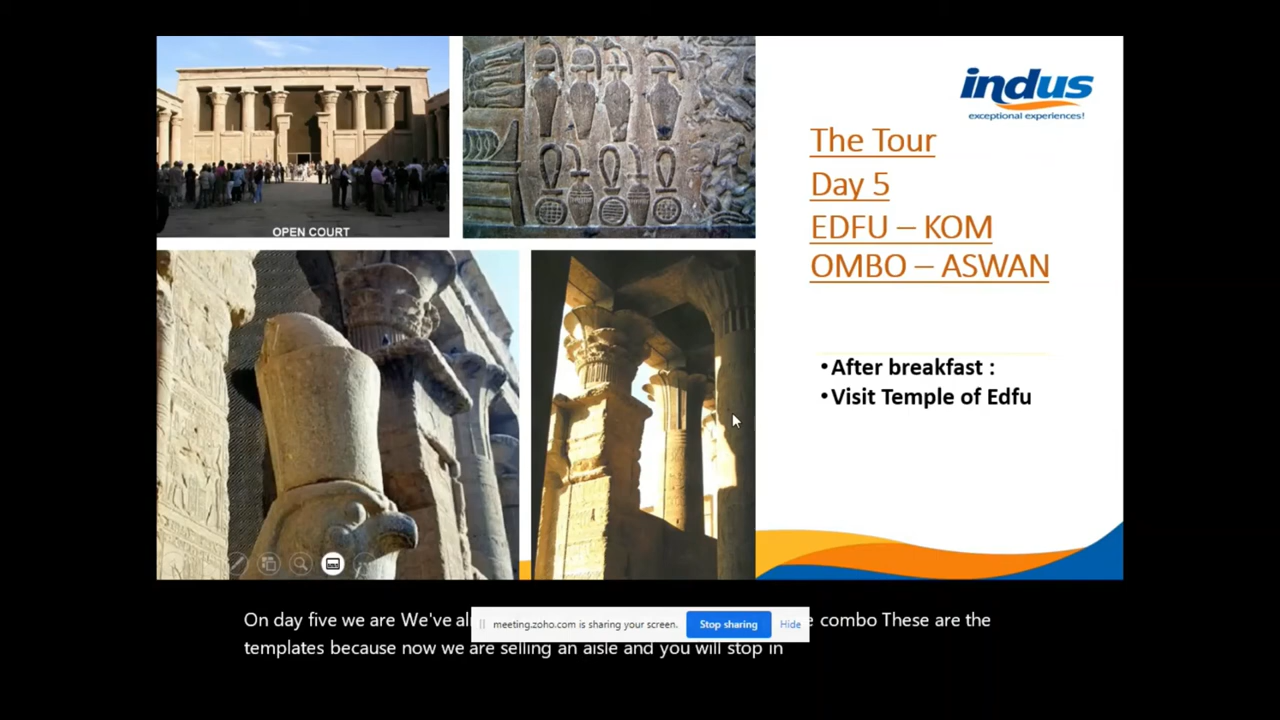 indus
exceptional experiences!
The Tour
Day 5
EDFU – KOM
OMBO – ASWAN
OPEN COURT
•After breakfast :
•Visit Temple of Edfu
On day five we are We've al
meeting.zoho.com is sharing your screen. Stop sharing Hide
combo These are the
templates because now we are selling an aisle and you will stop in